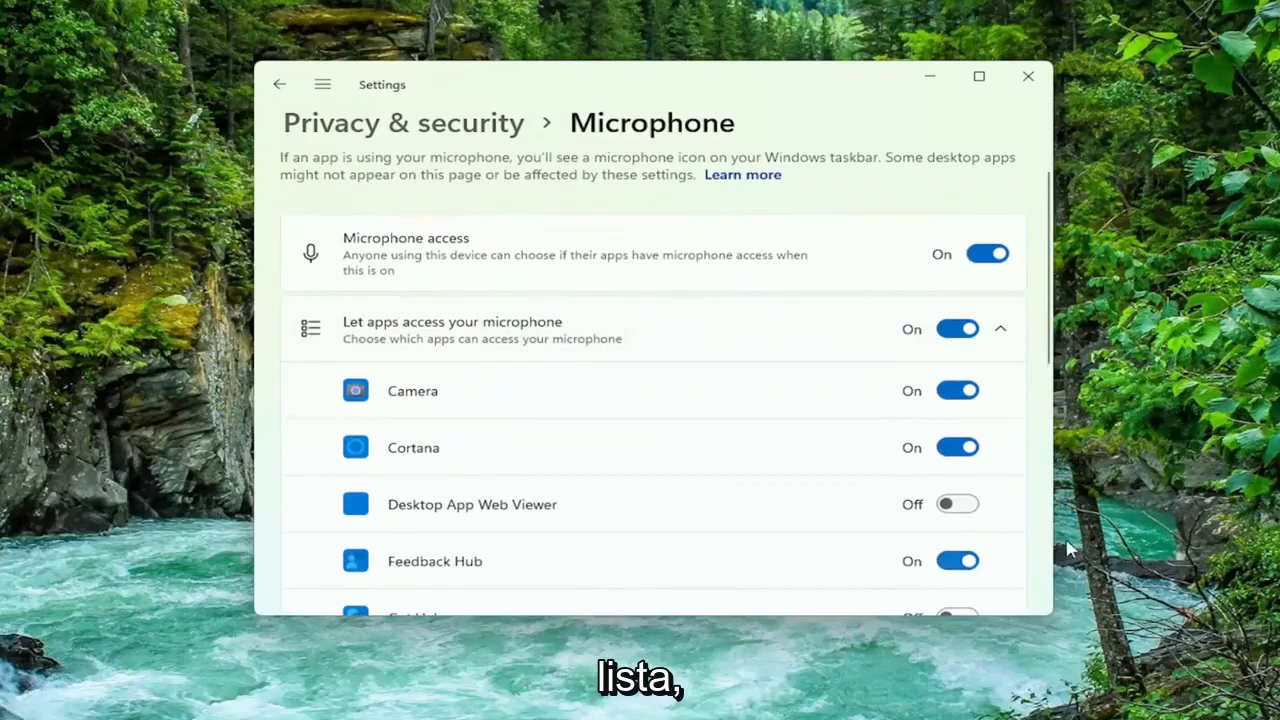 Settings
Privacy & security > Microphone
If an app is using your microphone, you'll see a microphone icon on your Windows taskbar. Some desktop apps
might not appear on this page or be affected by these settings. Learn more
Microphone access
Anyone using this device can choose if their apps have microphone access when
this is on
On
Let apps access your microphone
Choose which apps can access your microphone
On
Camera On
Cortana On
Desktop App Web Viewer Off
Feedback Hub On
lista,